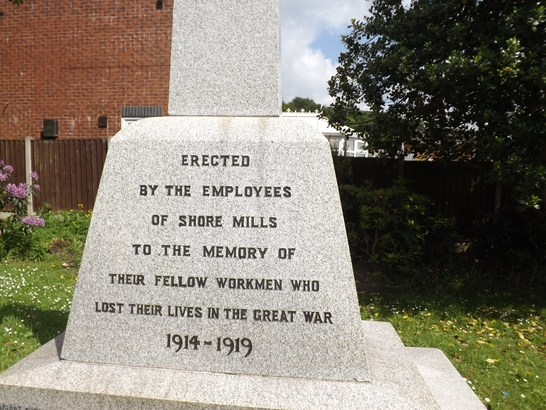 ERECTED
BY THE EMPLOYEES
OF SHORE MILLS
TO THE MEMORY OF
THEIR FELLOW WORKMEN WHO
LOST THEIR LIVES IN THE GREAT WAR
1914-1919